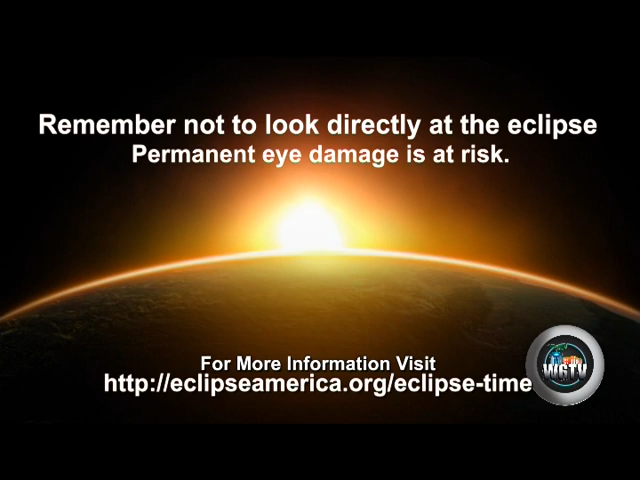 Remember not to look directly at the eclipse
Permanent eye damage is at risk.
For More Information Visit
http://eclipseamerica.org/eclipse-time
WGTV